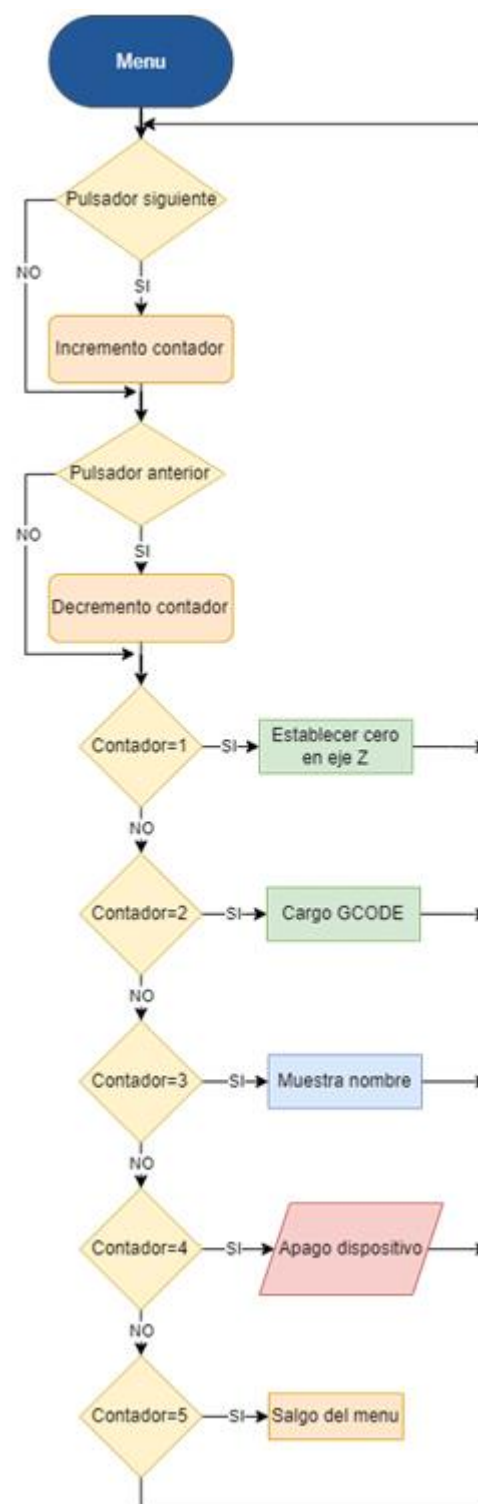 Menu
Pulsador siguiente
NO
SI
Incremento contador
Pulsador anterior
NO
SI
Decremento contador
Contador=1
SI
Establecer cero
en eje Z
NO
Contador=2
SI
Cargo GCODE
NO
Contador=3
SI
Muestra nombre
NO
Contador=4
SI
Apago dispositivo
NO
Contador=5
SI
Salgo del menu